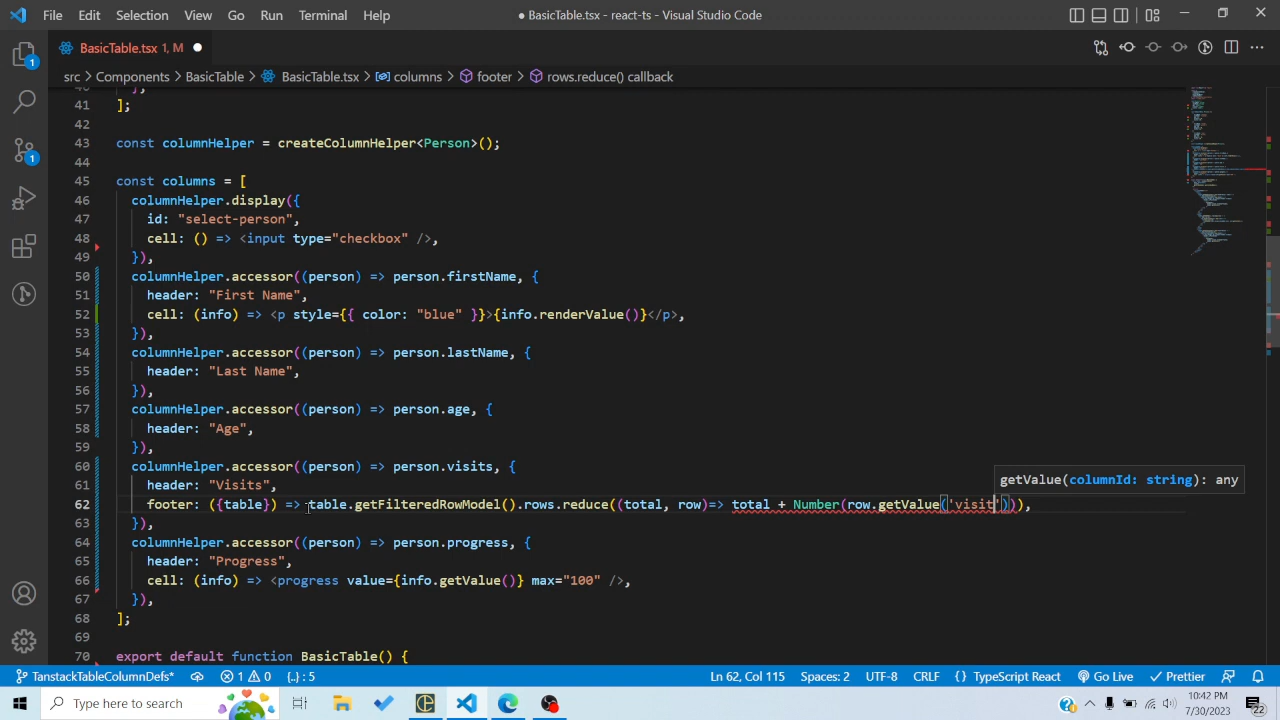 File Edit Selection View Go Run Terminal Help
● BasicTable.tsx - react-ts - Visual Studio Code
BasicTable.tsx 1, M
src > Components > BasicTable > BasicTable.tsx > columns > footer > rows.reduce() callback
41 ];
42
43 const columnHelper = createColumnHelper<Person>();
44
45 const columns = [
46 columnHelper.display({
47 id: "select-person",
48 cell: () => <input type="checkbox" />,
49 }),
50 columnHelper.accessor((person) => person.firstName, {
51 header: "First Name",
52 cell: (info) => <p style={{ color: "blue" }}>{info.renderValue()}</p>,
53 }),
54 columnHelper.accessor((person) => person.lastName, {
55 header: "Last Name",
56 }),
57 columnHelper.accessor((person) => person.age, {
58 header: "Age",
59 }),
60 columnHelper.accessor((person) => person.visits, {
61 header: "Visits",
getValue(columnId: string): any
62 footer: ({table}) => table.getFilteredRowModel().rows.reduce((total, row)=> total + Number(row.getValue('visit'))),
63 }),
64 columnHelper.accessor((person) => person.progress, {
65 header: "Progress",
66 cell: (info) => <progress value={info.getValue()} max="100" />,
67 }),
68 ];
69
70 export default function BasicTable() {
TanstackTableColumnDefs* 1 0 {..} : 5 Ln 62, Col 115 Spaces: 2 UTF-8 CRLF {} TypeScript React Go Live Prettier
Type here to search
10:42 PM
7/30/2023
22